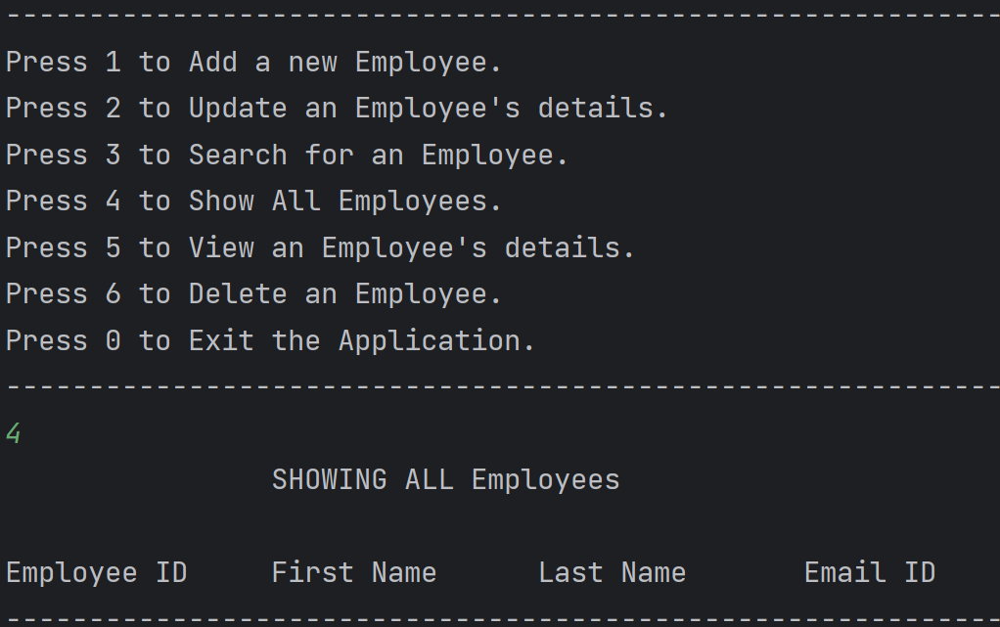 ------------------------------------------------------------
Press 1 to Add a new Employee.
Press 2 to Update an Employee's details.
Press 3 to Search for an Employee.
Press 4 to Show All Employees.
Press 5 to View an Employee's details.
Press 6 to Delete an Employee.
Press 0 to Exit the Application.
------------------------------------------------------------
4
SHOWING ALL Employees
Employee ID     First Name      Last Name       Email ID
------------------------------------------------------------